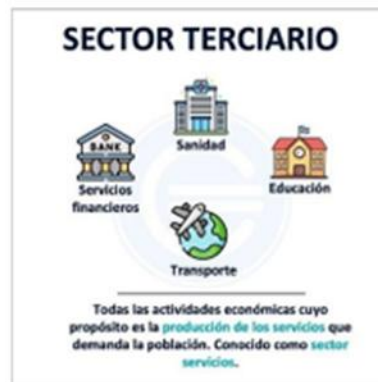 SECTOR TERCIARIO
Sanidad
BANK
Servicios
financieros
Educación
Transporte
Todas las actividades económicas cuyo
propósito es la producción de los servicios que
demanda la población. Conocido como sector
servicios.